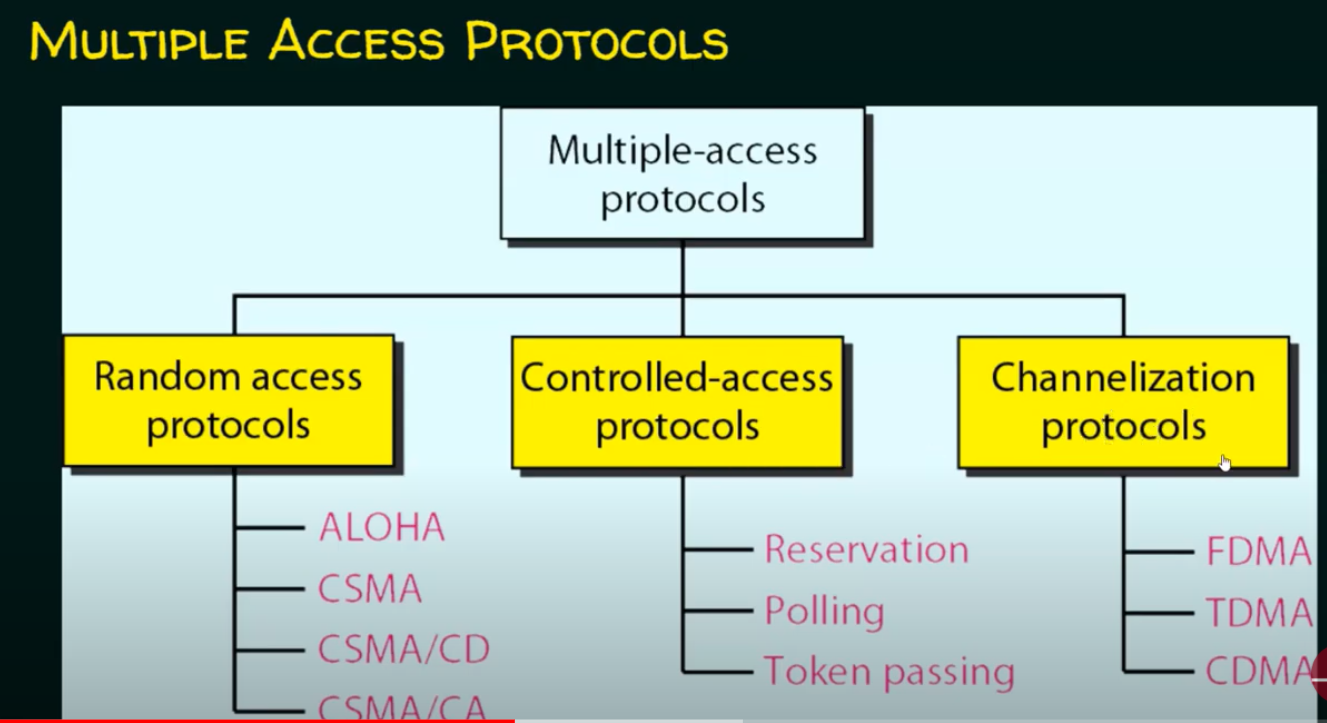 MULTIPLE ACCESS PROTOCOLS
Multiple-access
protocols
Random access
protocols
Controlled-access
protocols
Channelization
protocols
ALOHA
CSMA
CSMA/CD
CSMA/CA
Reservation
Polling
Token passing
FDMA
TDMA
CDMA